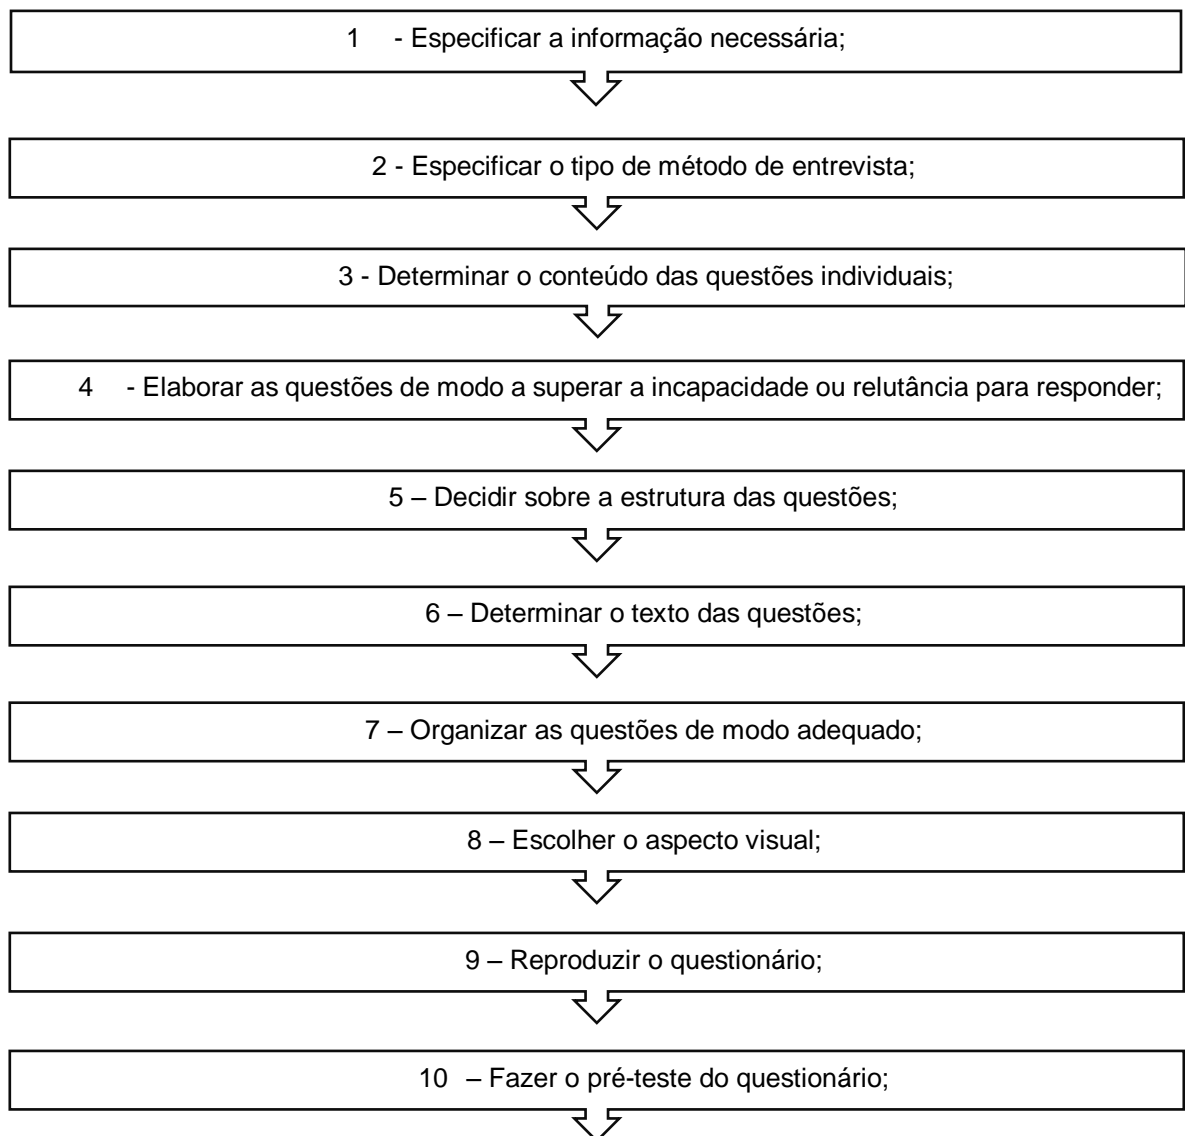 1 - Especificar a informação necessária;
2 - Especificar o tipo de método de entrevista;
3 - Determinar o conteúdo das questões individuais;
4 - Elaborar as questões de modo a superar a incapacidade ou relutância para responder;
5 – Decidir sobre a estrutura das questões;
6 – Determinar o texto das questões;
7 – Organizar as questões de modo adequado;
8 – Escolher o aspecto visual;
9 – Reproduzir o questionário;
10 – Fazer o pré-teste do questionário;